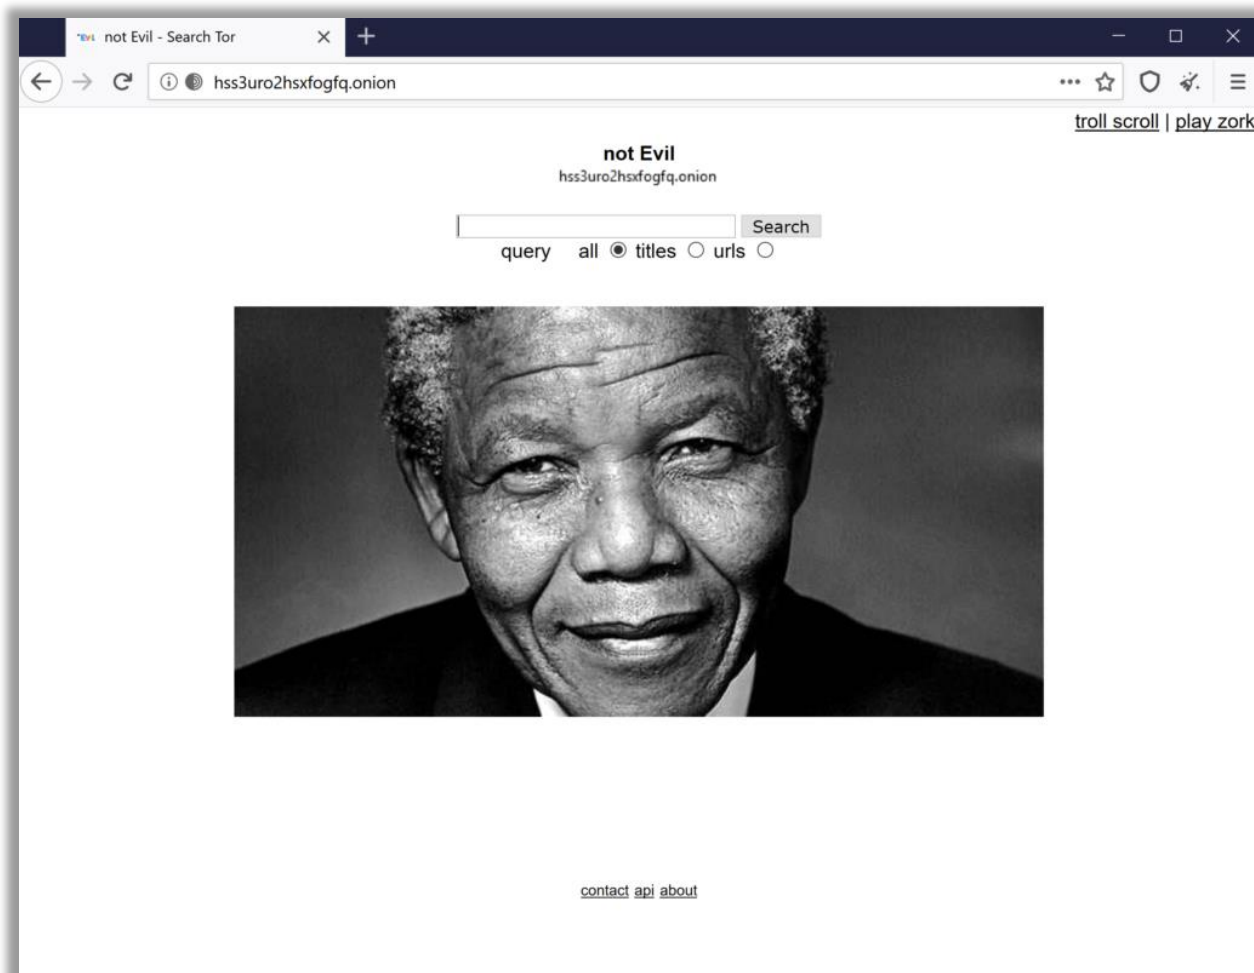 not Evil - Search Tor
hss3uro2hsxfogfq.onion
troll scroll | play zork
not Evil
hss3uro2hsxfogfq.onion
Search
query all titles urls
contact api about